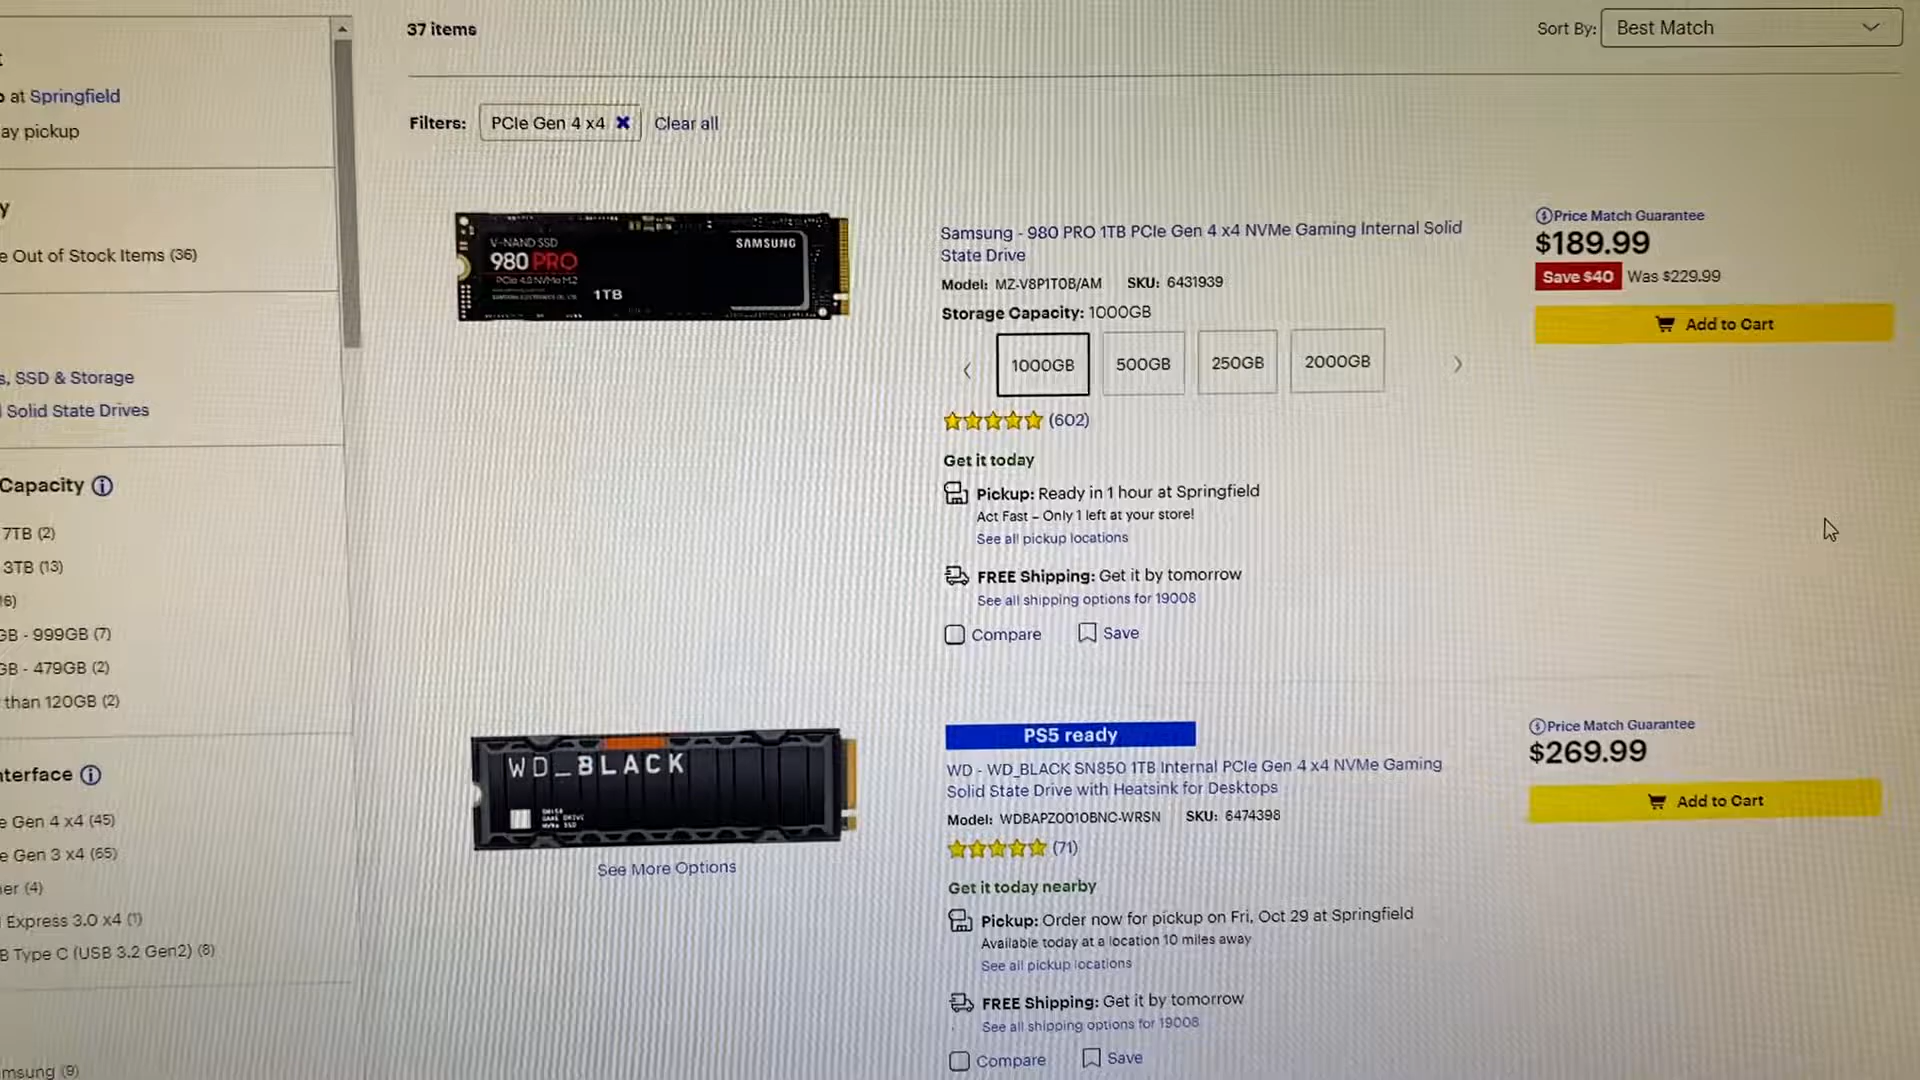 37 items
Sort By: Best Match
at Springfield
ay pickup
Filters: PCIe Gen 4 x4 Clear all
y
e Out of Stock Items (36)
s, SSD & Storage
Solid State Drives
Capacity
7TB (2)
3TB (13)
GB - 999GB (7)
GB - 479GB (2)
than 120GB (2)
nterface
e Gen 4 x4 (45)
e Gen 3 x4 (65)
er (4)
Express 3.0 x4 (1)
B Type C (USB 3.2 Gen2) (8)
msung (9)
V-NAND SSD
980 PRO
PCIe 4.0 NVMe M.2
1TB
SAMSUNG
Samsung - 980 PRO 1TB PCIe Gen 4 x4 NVMe Gaming Internal Solid
State Drive
Model: MZ-V8P1T0B/AM SKU: 6431939
Storage Capacity: 1000GB
1000GB 500GB 250GB 2000GB
(602)
Get it today
Pickup: Ready in 1 hour at Springfield
Act Fast – Only 1 left at your store!
See all pickup locations
FREE Shipping: Get it by tomorrow
See all shipping options for 19008
Compare Save
Price Match Guarantee
$189.99
Save $40 Was $229.99
Add to Cart
WD_BLACK
See More Options
PS5 ready
WD - WD_BLACK SN850 1TB Internal PCIe Gen 4 x4 NVMe Gaming
Solid State Drive with Heatsink for Desktops
Model: WDBAPZ0010BNC-WRSN SKU: 6474398
(71)
Get it today nearby
Pickup: Order now for pickup on Fri, Oct 29 at Springfield
Available today at a location 10 miles away
See all pickup locations
FREE Shipping: Get it by tomorrow
See all shipping options for 19008
Compare Save
Price Match Guarantee
$269.99
Add to Cart